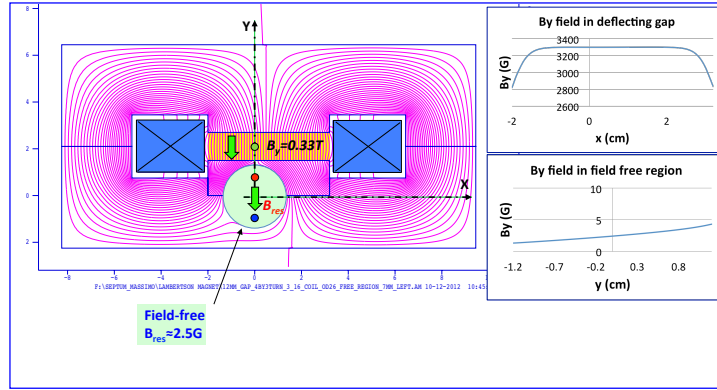 8
6
4
2
0
2
-8
-6
-4
-2
0
2
4
6
8
Y
X
By=0.33T
Bres
F:\SEPTUM_MASSIMO\LAMBERTSON MAGNET\12MM_GAP_4BY3TURN_3_16_COIL_OD26_FREE_REGION_7MM_LEFT.AM 10-12-2012 10:45:
Field-free
Bres≈2.5G
By field in deflecting gap
By (G)
3400
3200
3000
2800
2600
-2
0
2
x (cm)
By field in field free region
By (G)
10
5
0
-1.2
-0.7
-0.2
0.3
0.8
y (cm)